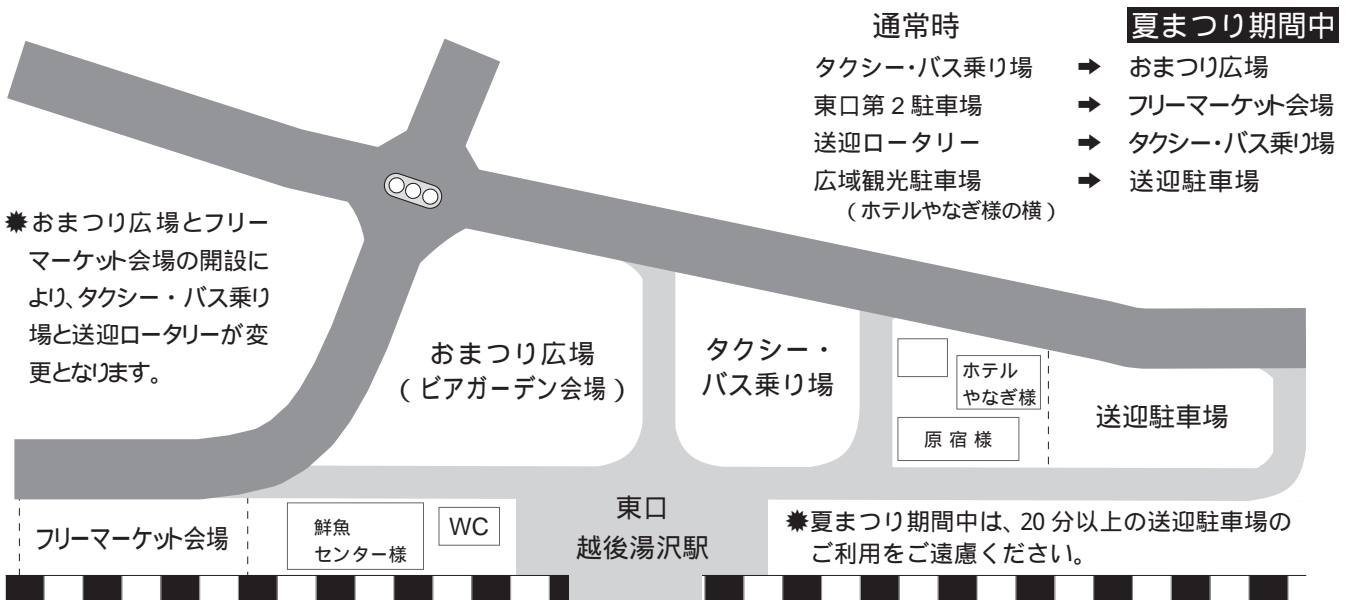 通常時 夏まつり期間中
タクシー・バス乗り場 ➡ おまつり広場
東口第2駐車場 ➡ フリーマーケット会場
送迎ロータリー ➡ タクシー・バス乗り場
広域観光駐車場 ➡ 送迎駐車場
(ホテルやなぎ様の横)
✹おまつり広場とフリー
マーケット会場の開設に
より、タクシー・バス乗り
場と送迎ロータリーが変
更となります。
おまつり広場
(ビアガーデン会場)
タクシー・
バス乗り場
ホテル
やなぎ様
原宿様
送迎駐車場
フリーマーケット会場
鮮魚
センター様
WC
東口
越後湯沢駅
✹夏まつり期間中は、20分以上の送迎駐車場の
ご利用をご遠慮ください。